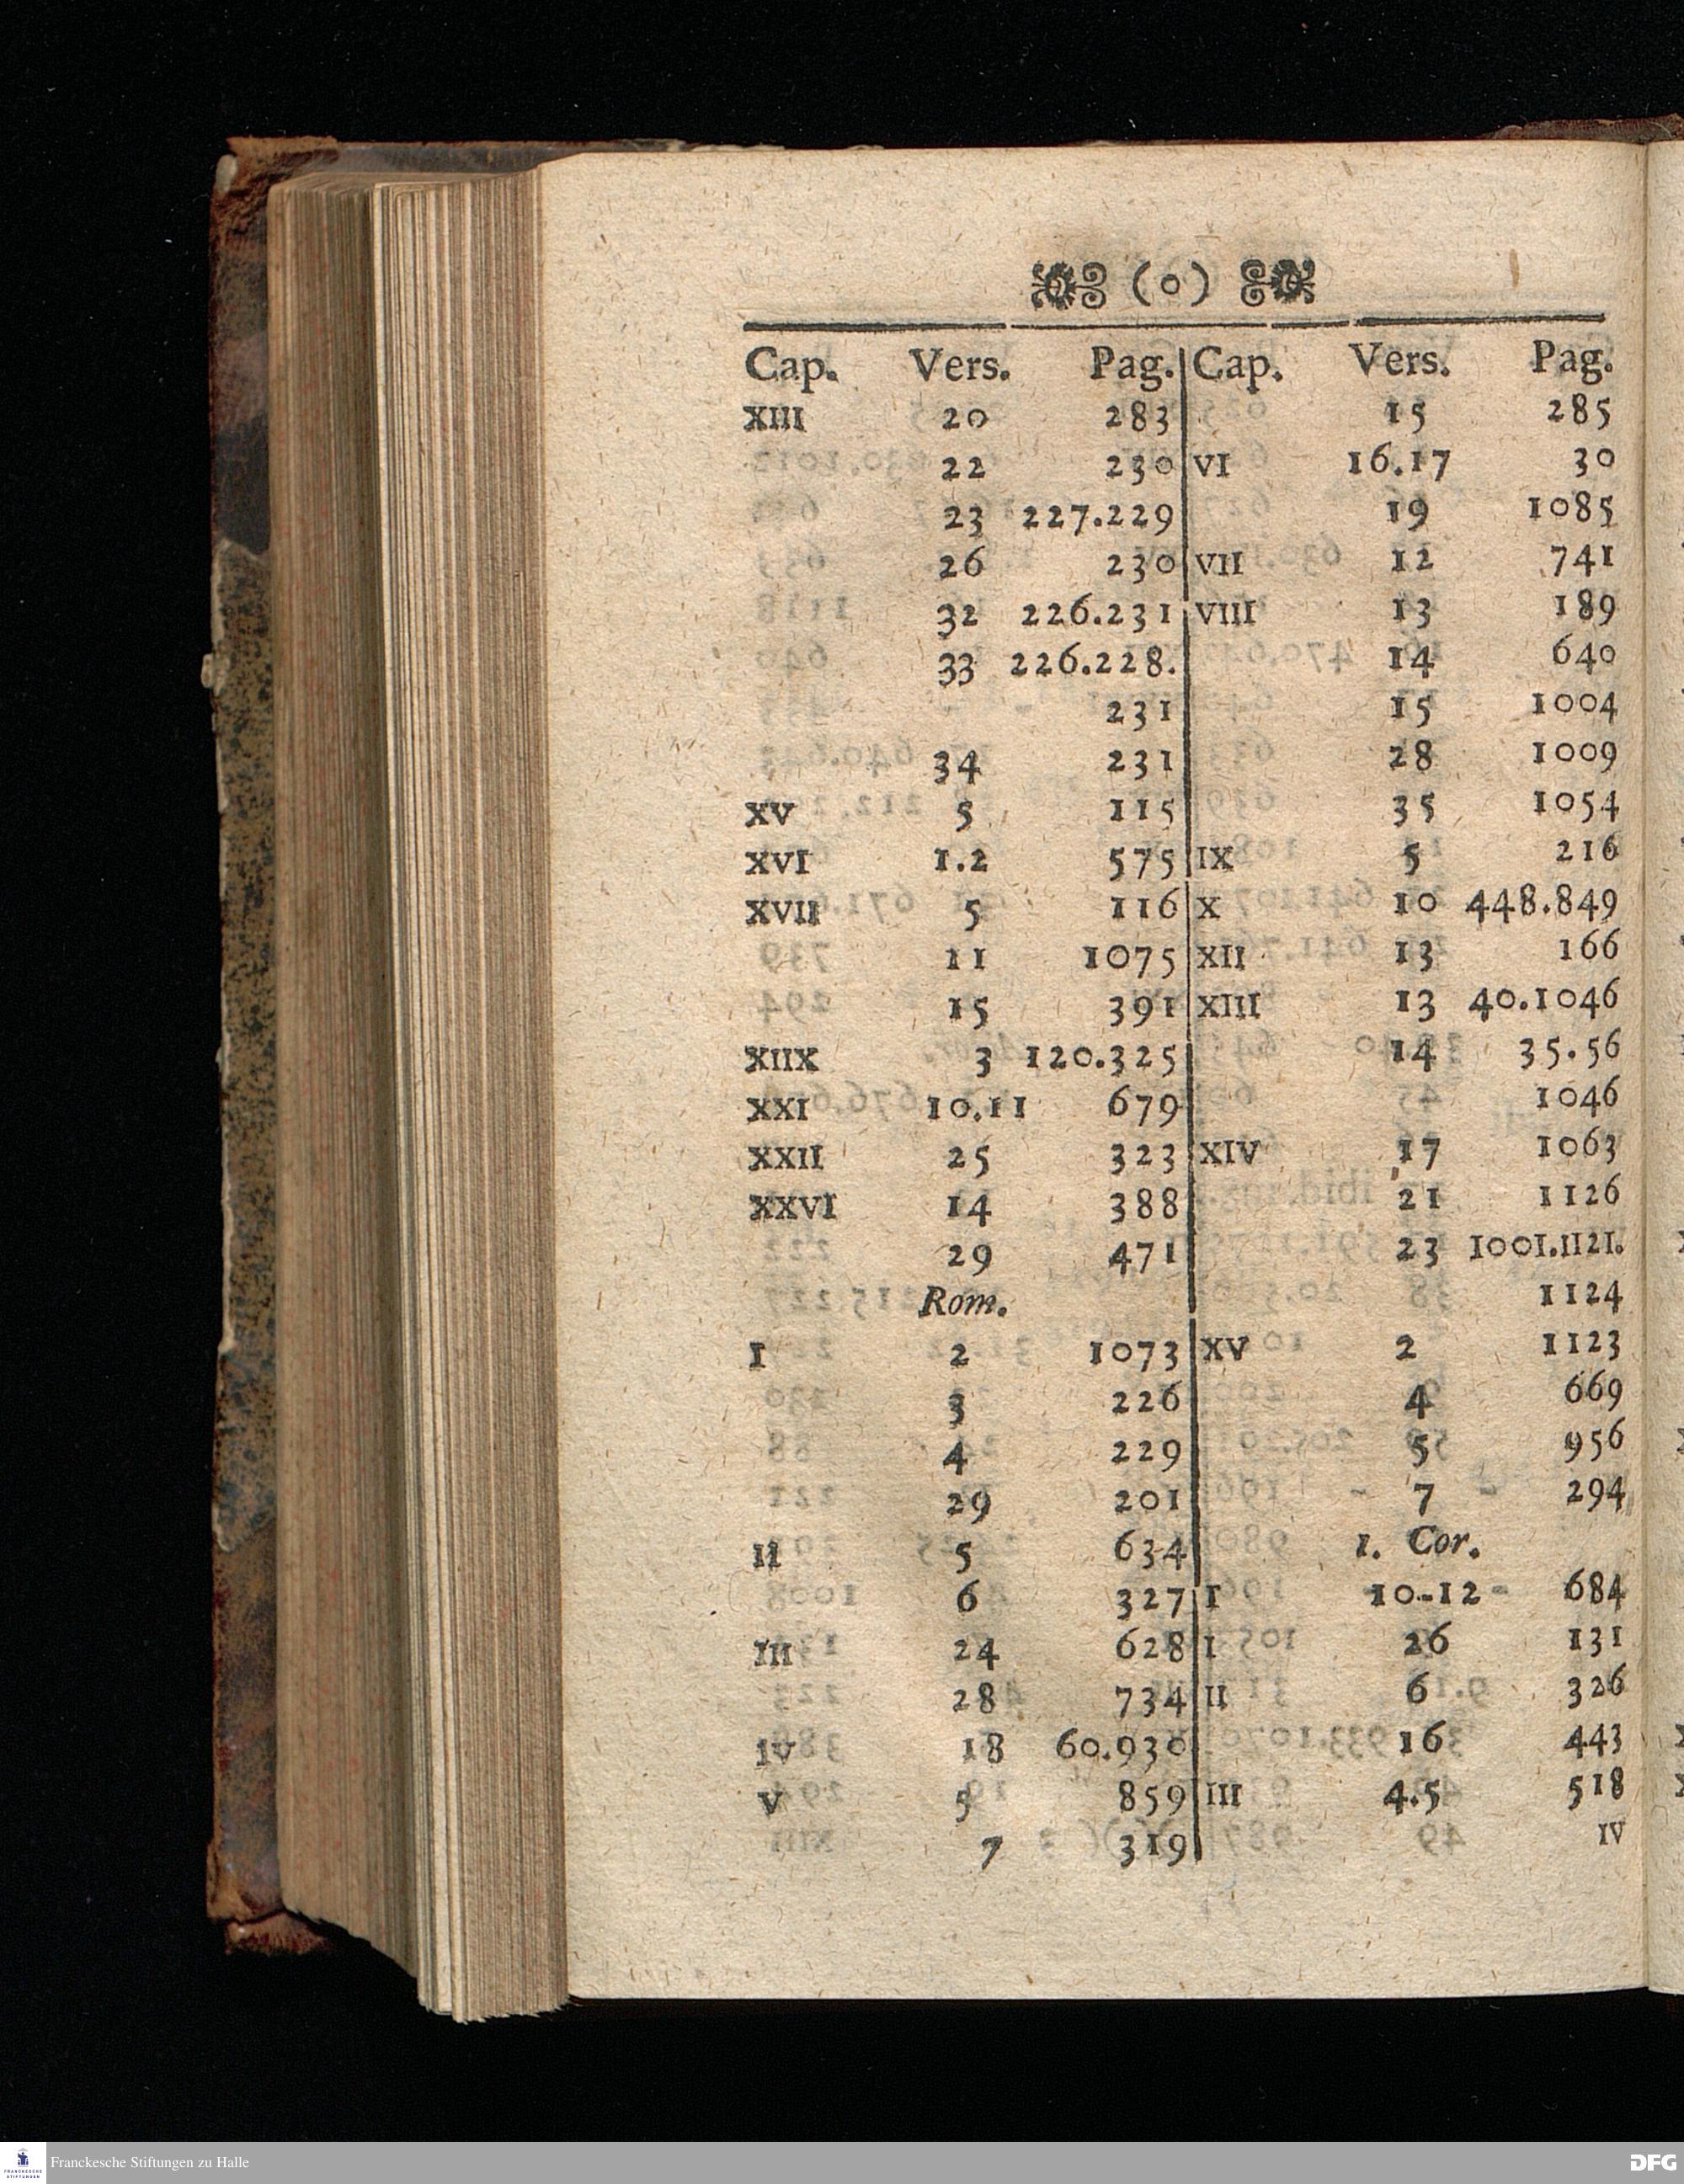 (o)
Cap. Vers. Pag.
XIII 20 283
22 230
23 227.229
26 230
32 226.231
33 226.228.
231
34 231
XV 5 115
XVI 1.2 575
XVII 5 116
11 1075
15 391
XIIX 3 120.325
XXI 10.11 679
XXII 25 323
XXVI 14 388
29 471
Rom.
I 2 1073
3 226
4 229
29 201
II 5 634
6 327
III 24 628
28 734
IV 18 60.930
V 5 859
7 319
Cap. Vers. Pag.
15 285
VI 16.17 30
19 1085
VII 12 741
VIII 13 189
14 640
15 1004
28 1009
35 1054
IX 5 216
X 10 448.849
XII 13 166
XIII 13 40.1046
14 35.56
1046
XIV 17 1063
21 1126
23 1001.1121.
1124
XV 2 1123
4 669
5 956
7 294
1. Cor.
I 10-12 684
I 26 131
II 6 326
16 443
III 4.5 518
IV
FRANCKESCHE
STIFTUNGEN
Franckesche Stiftungen zu Halle
DFG